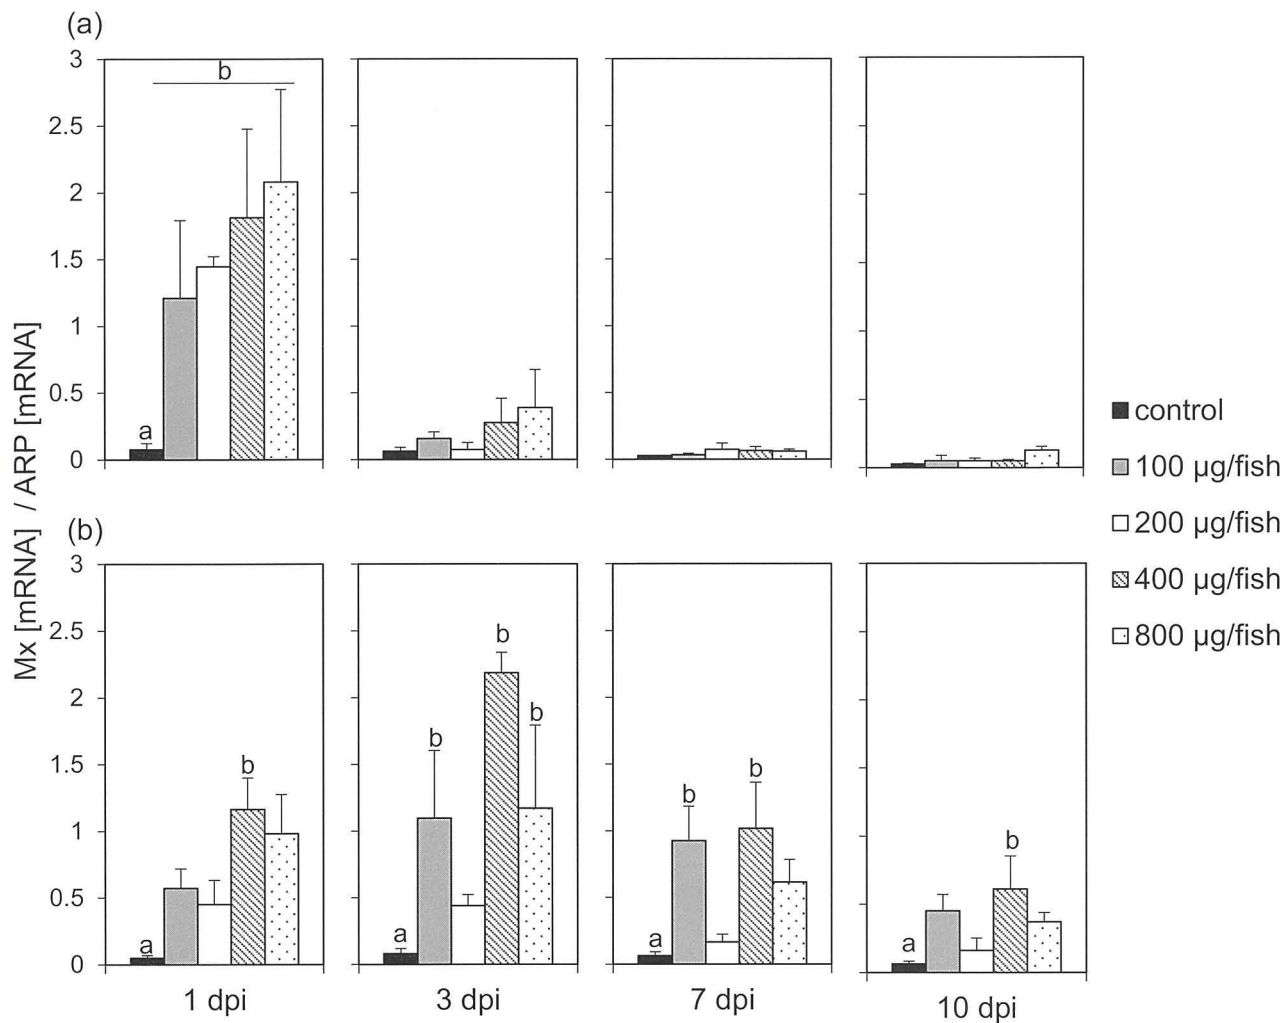 (a)
3
2.5
2
1.5
1
0.5
0
b
a
Mx [mRNA] / ARP [mRNA]
control
100 µg/fish
200 µg/fish
400 µg/fish
800 µg/fish
(b)
3
2.5
2
1.5
1
0.5
0
a
b
a
b
b
b
a
b
b
a
b
1 dpi
3 dpi
7 dpi
10 dpi